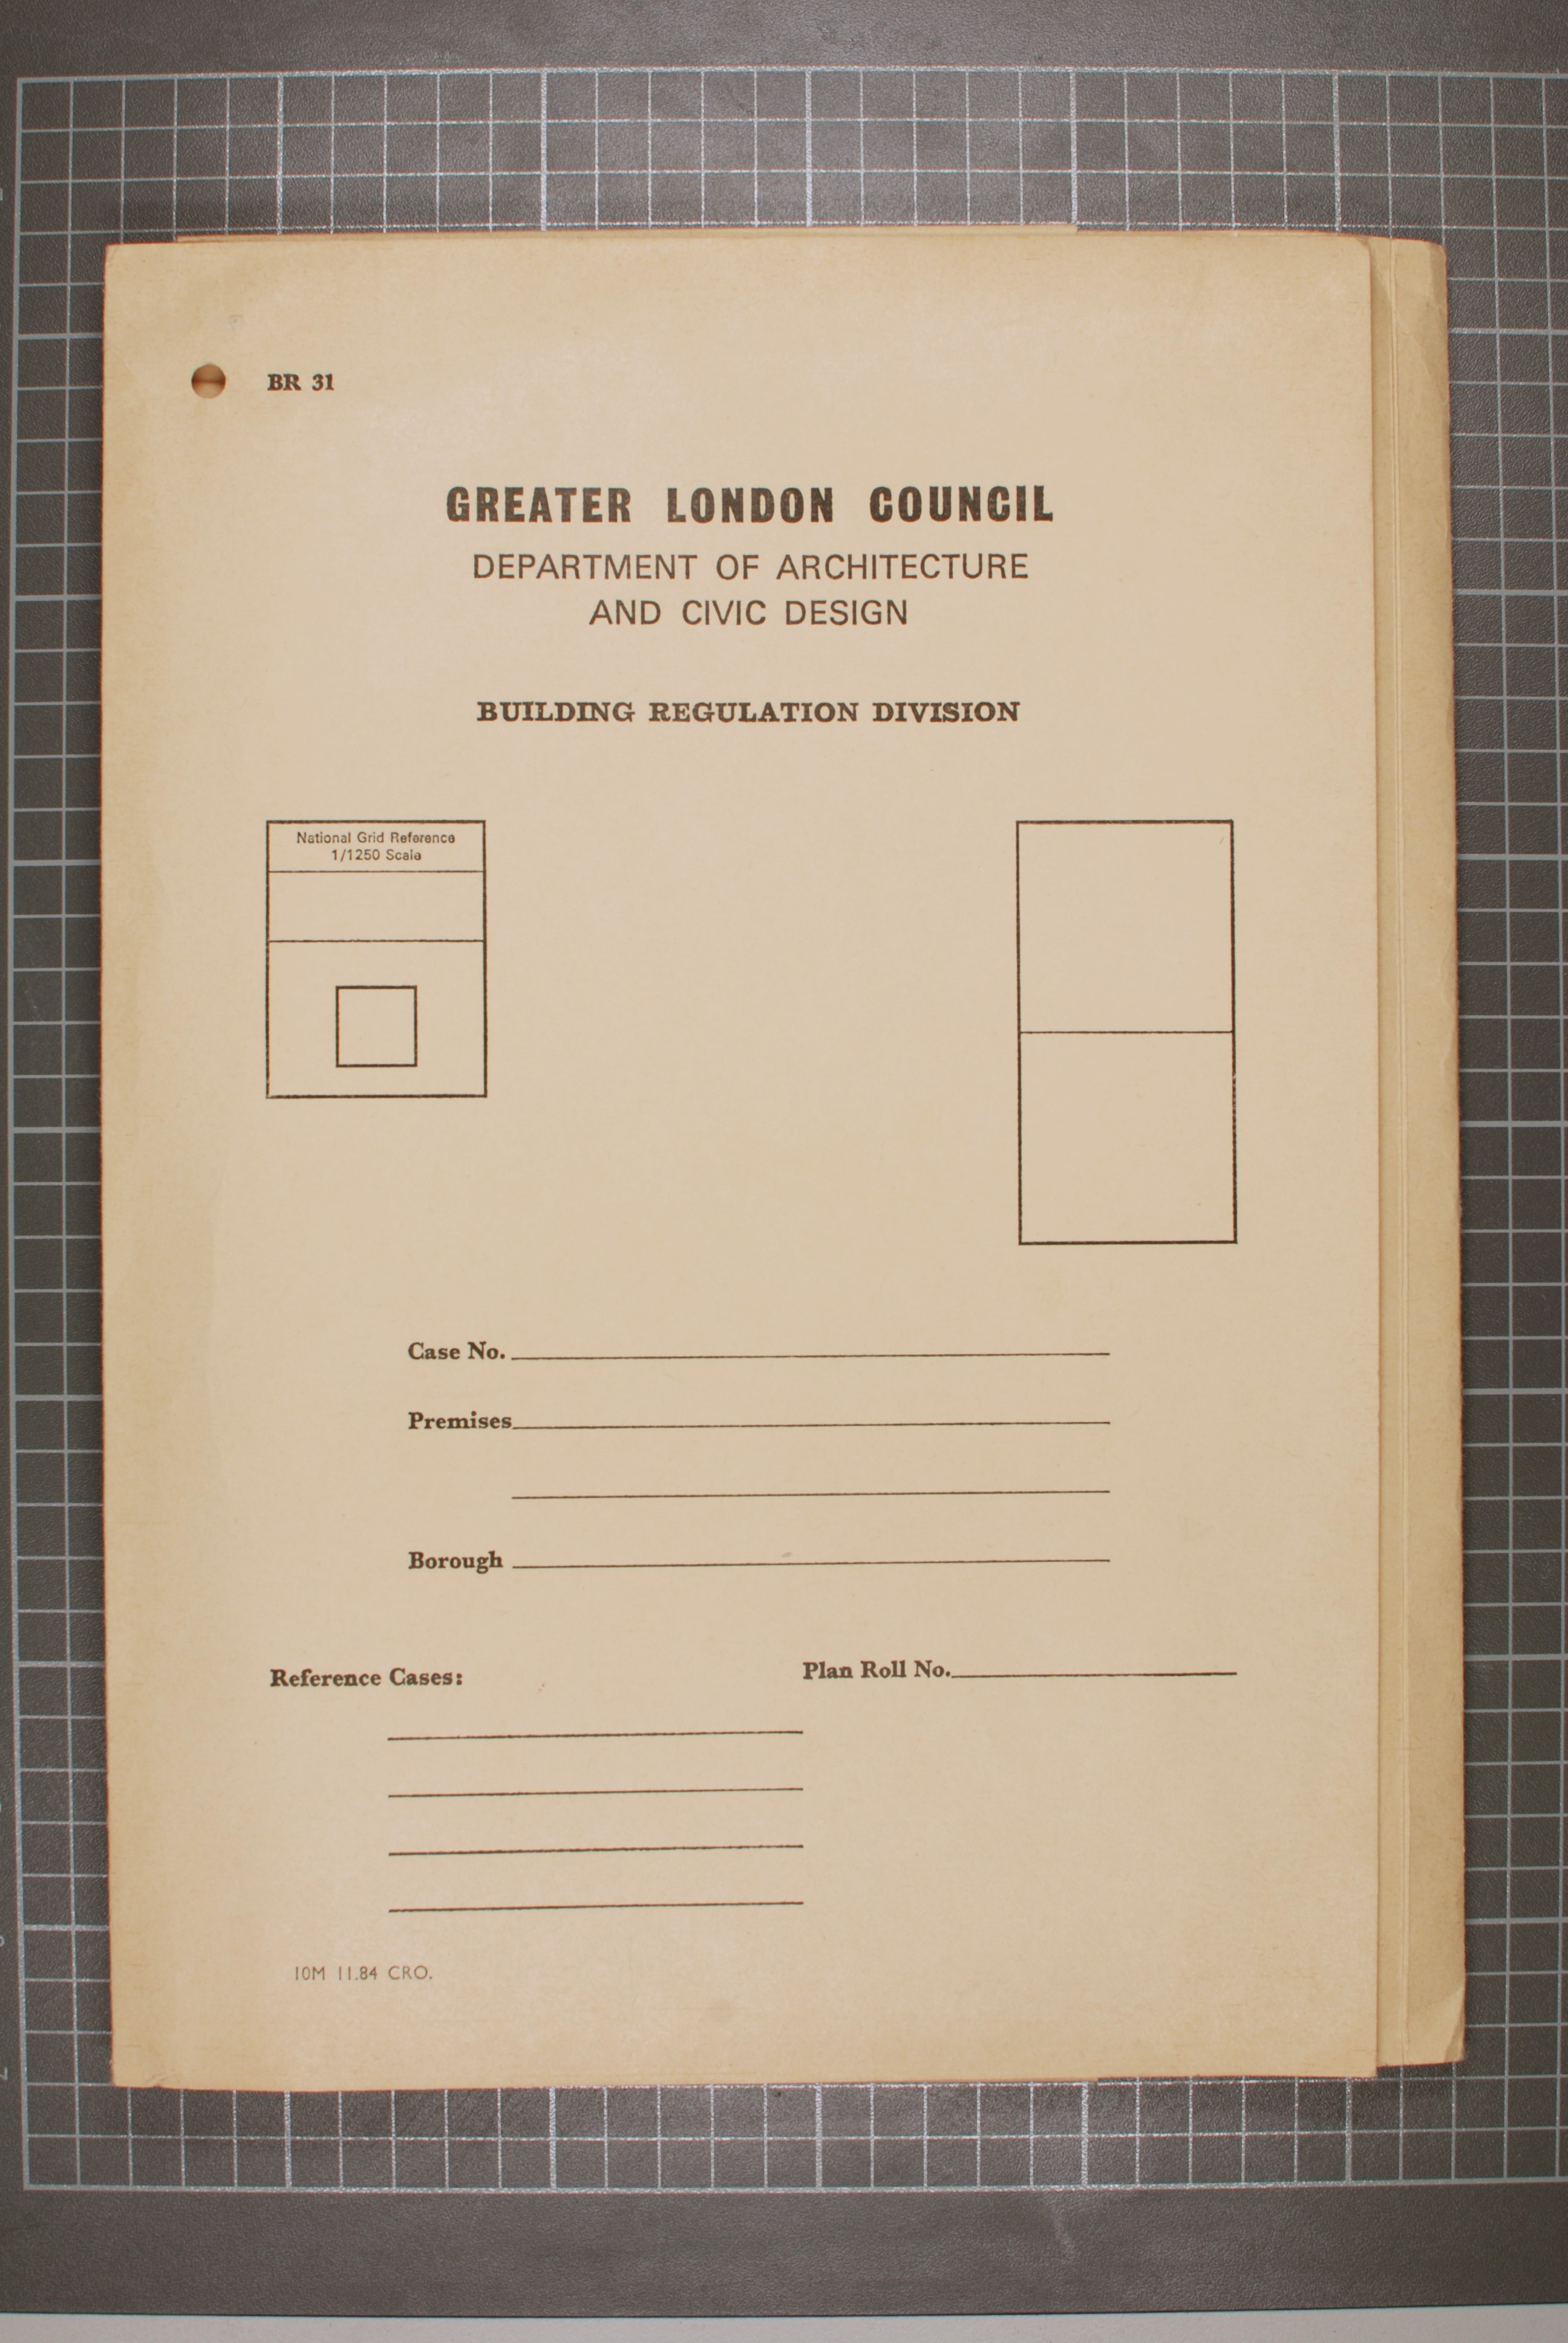 BR 31
GREATER LONDON COUNCIL
DEPARTMENT OF ARCHITECTURE
AND CIVIC DESIGN
BUILDING REGULATION DIVISION
National Grid Reference
1/1250 Scale
Case No.
Premises
Borough
Reference Cases:
Plan Roll No.
10M 11.84 CRO.